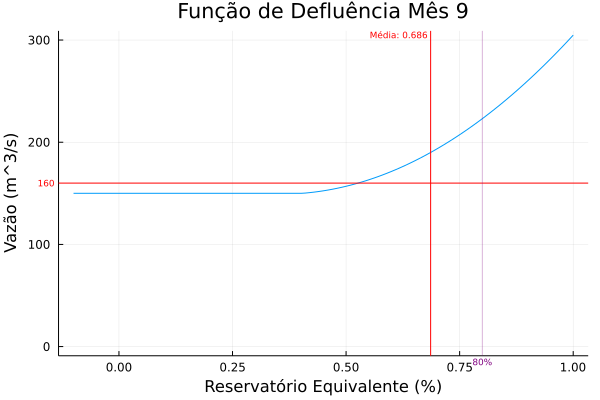 Função de Defluência Mês 9
Média: 0.686
300
200
160
100
0
Vazão (m^3/s)
0.00
0.25
0.50
0.75
80%
1.00
Reservatório Equivalente (%)